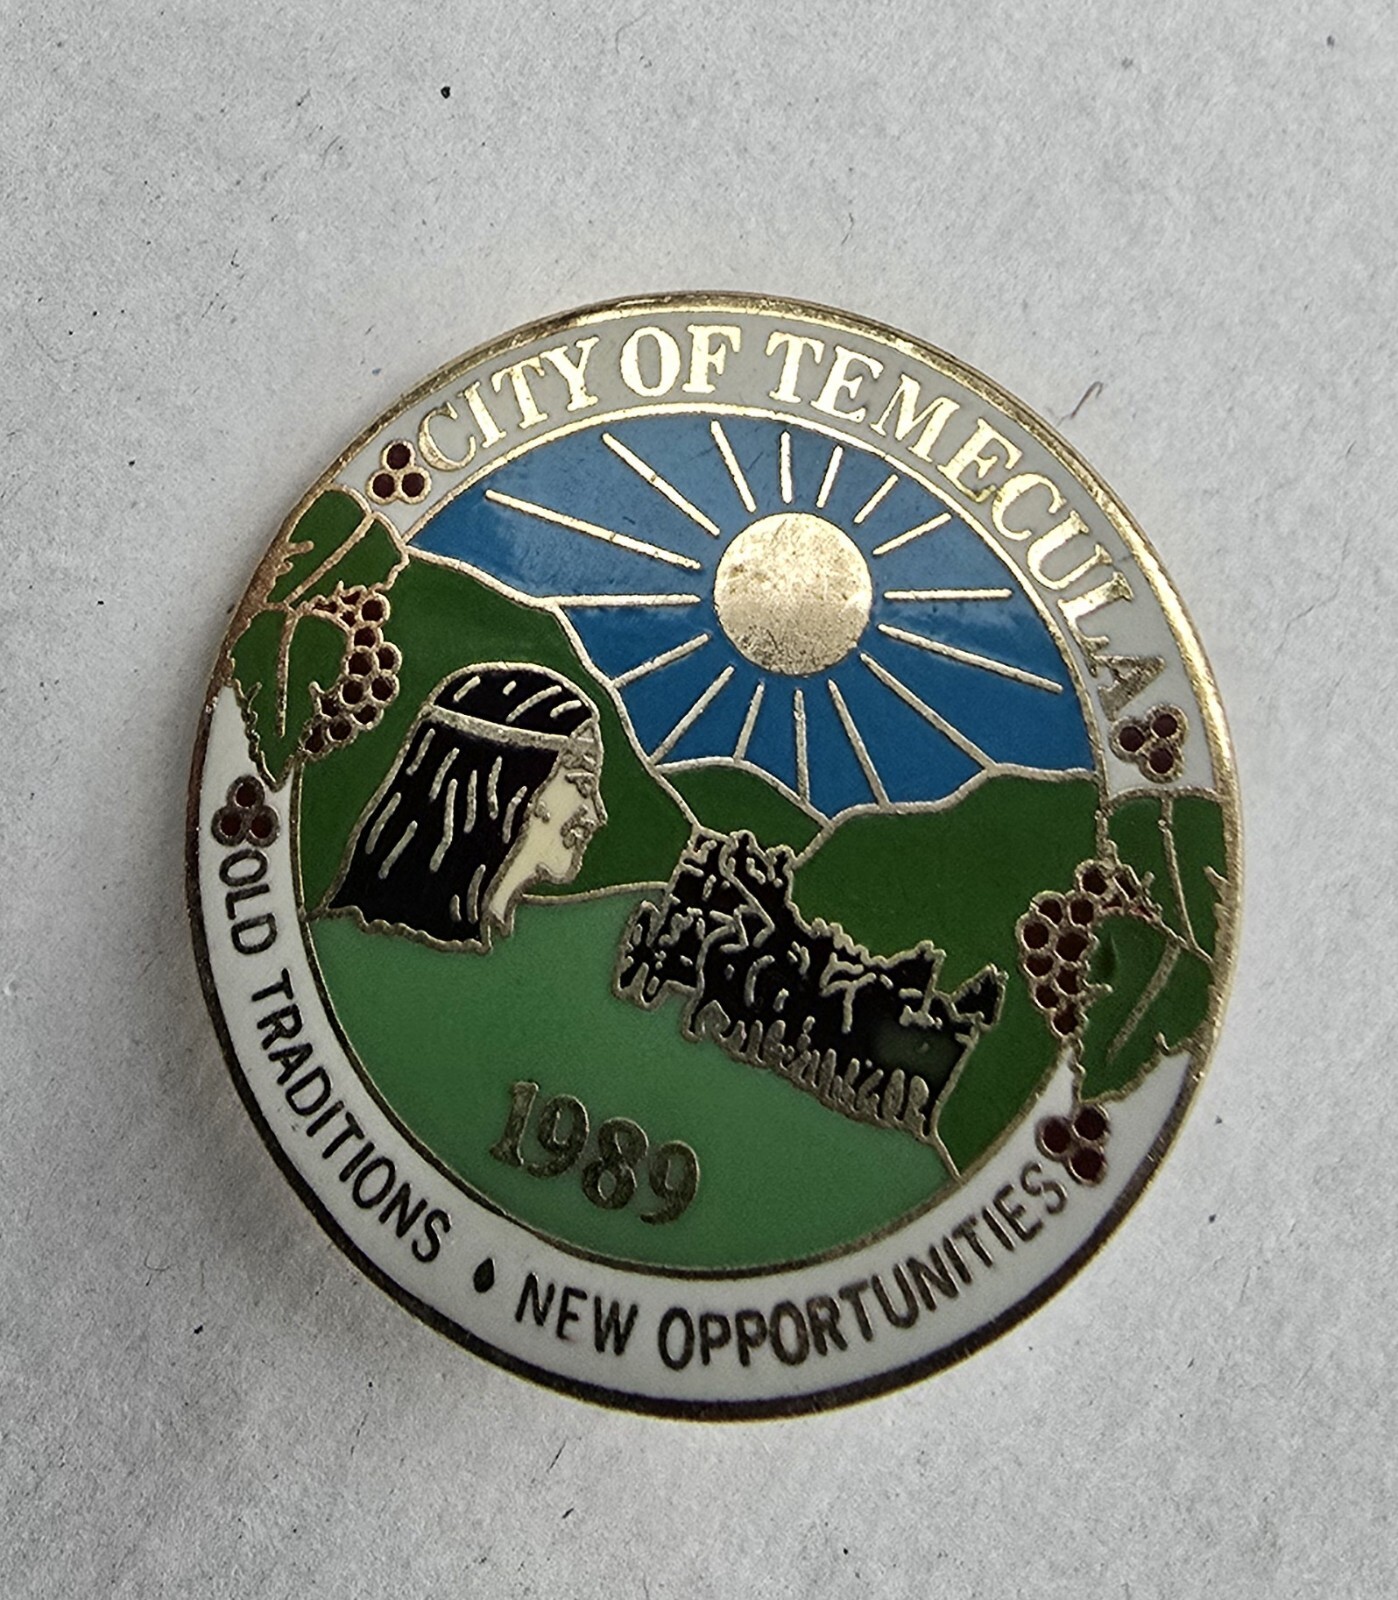 CITY OF TEMECULA
1989
OLD TRADITIONS • NEW OPPORTUNITIES